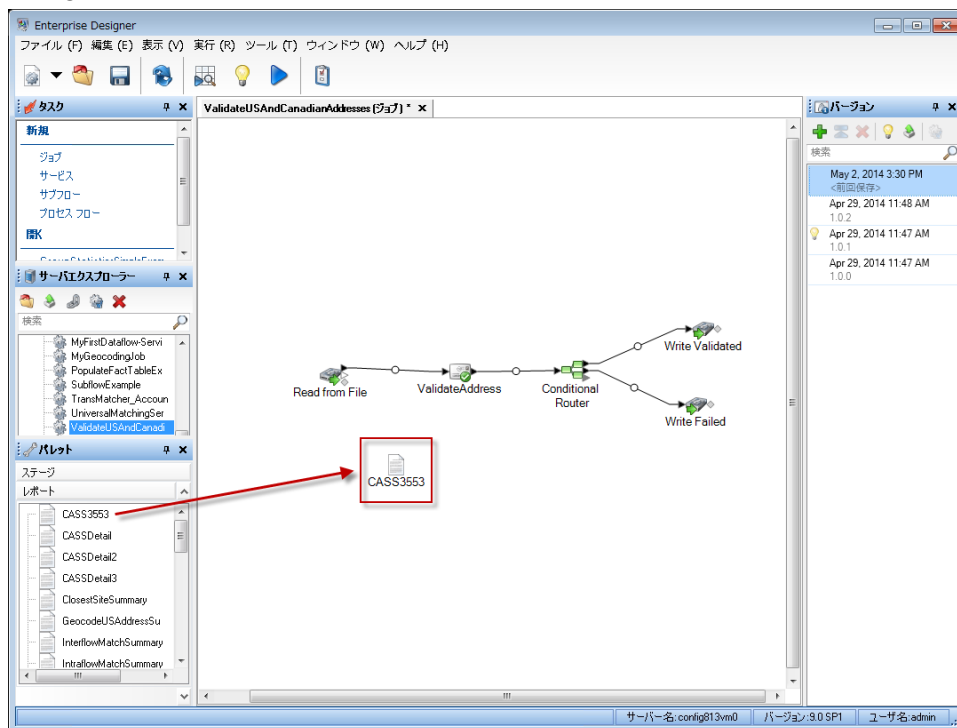 Enterprise Designer
ファイル (F) 編集 (E) 表示 (V) 実行 (R) ツール (T) ウィンドウ (W) ヘルプ (H)
タスク
新規
ジョブ
サービス
サブフロー
プロセス フロー
開く
サーバエクスプローラー
検索
MyFirstDataflow-Servi
MyGeocodingJob
PopulateFactTableEx
SubflowExample
TransMatcher_Accoun
UniversalMatchingSer
ValidateUSAndCanadi
パレット
ステージ
レポート
CASS3553
CASSDetail
CASSDetail2
CASSDetail3
ClosestSiteSummary
GeocodeUSAddressSu
InterflowMatchSummary
IntraflowMatchSummary
ValidateUSAndCanadianAddresses (ジョブ) *
Read from File
ValidateAddress
Conditional
Router
Write Validated
Write Failed
CASS3553
バージョン
検索
May 2, 2014 3:30 PM
<前回保存>
Apr 29, 2014 11:48 AM
1.0.2
Apr 29, 2014 11:47 AM
1.0.1
Apr 29, 2014 11:47 AM
1.0.0
サーバー名: config813vm0 バージョン:9.0 SP1 ユーザ名:admin